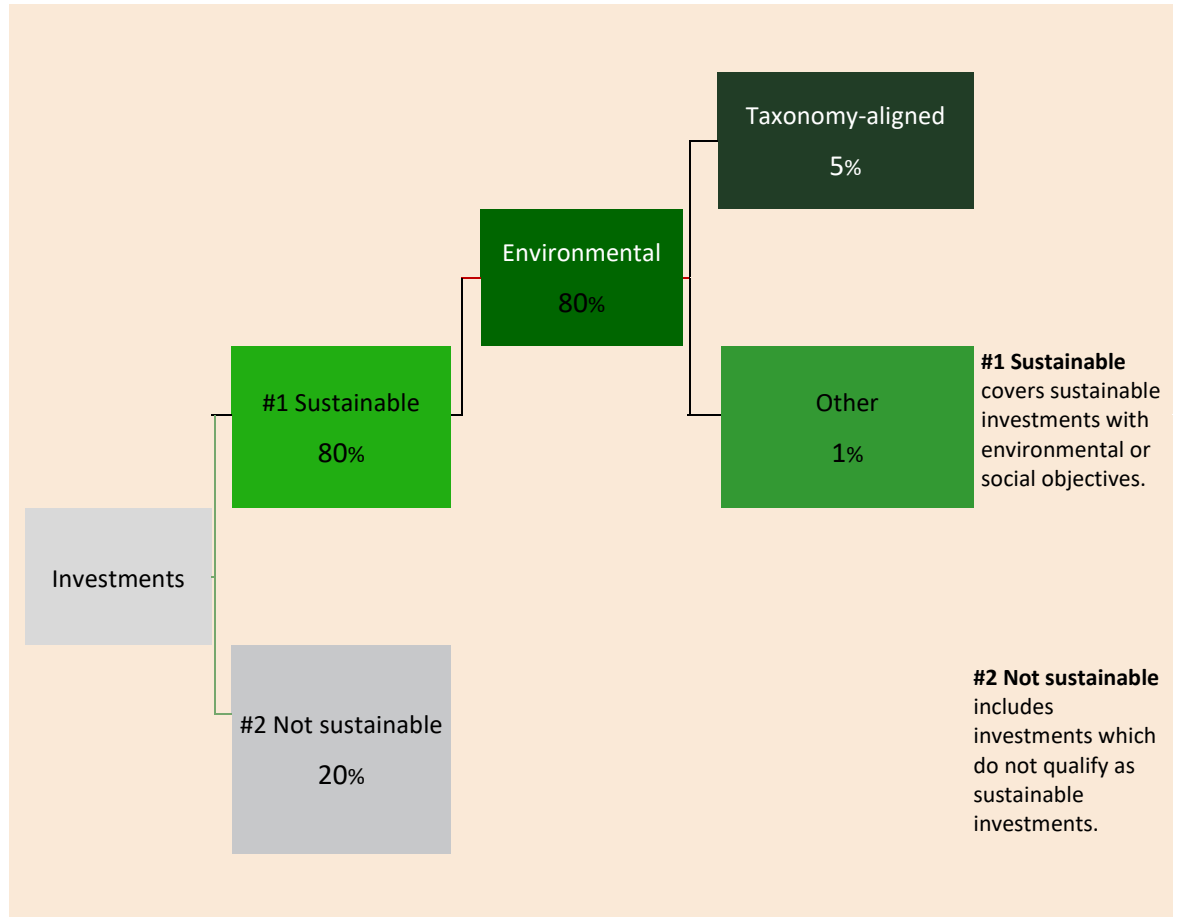 Taxonomy-aligned
5%
Environmental
80%
#1 Sustainable
80%
Other
1%
#1 Sustainable
covers sustainable
investments with
environmental or
social objectives.
Investments
#2 Not sustainable
20%
#2 Not sustainable
includes
investments which
do not qualify as
sustainable
investments.